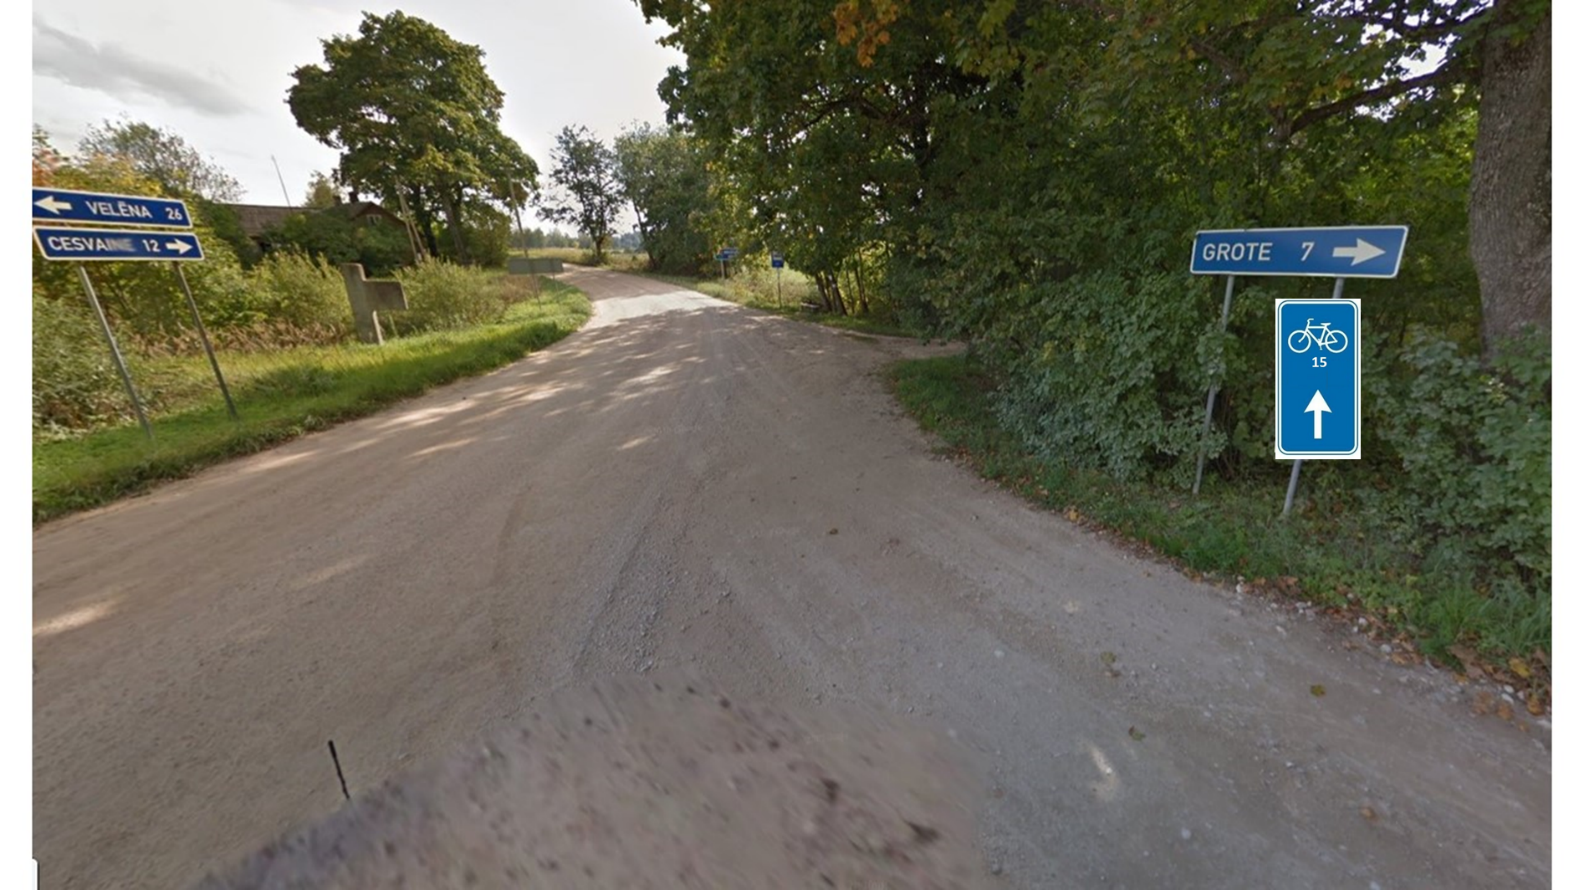 VELĒNA 26
CESVAINE 12
GROTE 7
15